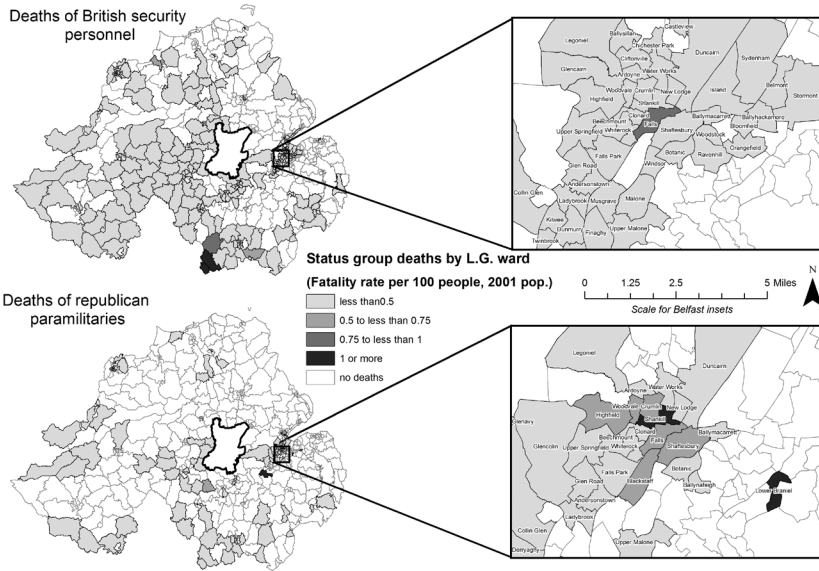 Deaths of British security
personnel
Castleview
Ballysillan
Legoniel
Chichester Park
Duncairn
Cliftonville
Sydenham
Glencairn
Water Works
Ardoyne
Belmont
Woodvale Crumlin New Lodge
Island
Stormont
Highfield
Shankill
Clonard
Ballymacarrett
Ballyhackamore
Beechmount
Falls
Bloomfield
Upper Springfield
Whiterock
Shaftesbury
Woodstock
Orangefield
Falls Park
Botanic
Ravenhill
Glen Road
Windsor
Andersonstown
Collin Glen
Ladybrook
Musgrave
Malone
Kilwee
Dunmurry
Finaghy
Upper Malone
Twinbrook
Status group deaths by L.G. ward
(Fatality rate per 100 people, 2001 pop.)
less than0.5
0.5 to less than 0.75
0.75 to less than 1
1 or more
no deaths
0 1.25 2.5 5 Miles
Scale for Belfast insets
N
Deaths of republican
paramilitaries
Legoniel
Duncairn
Ardoyne
Water Works
Woodvale Crumlin
New Lodge
Highfield
Shankill
Glenavy
Clonard
Ballymacarrett
Beechmount
Falls
Glencolin
Upper Springfield
Whiterock
Shaftesbury
Falls Park
Botanic
Glen Road
Blackstaff
Ballynafeigh
Andersonstown
Ladybrook
Collin Glen
Upper Malone
Derryaghy